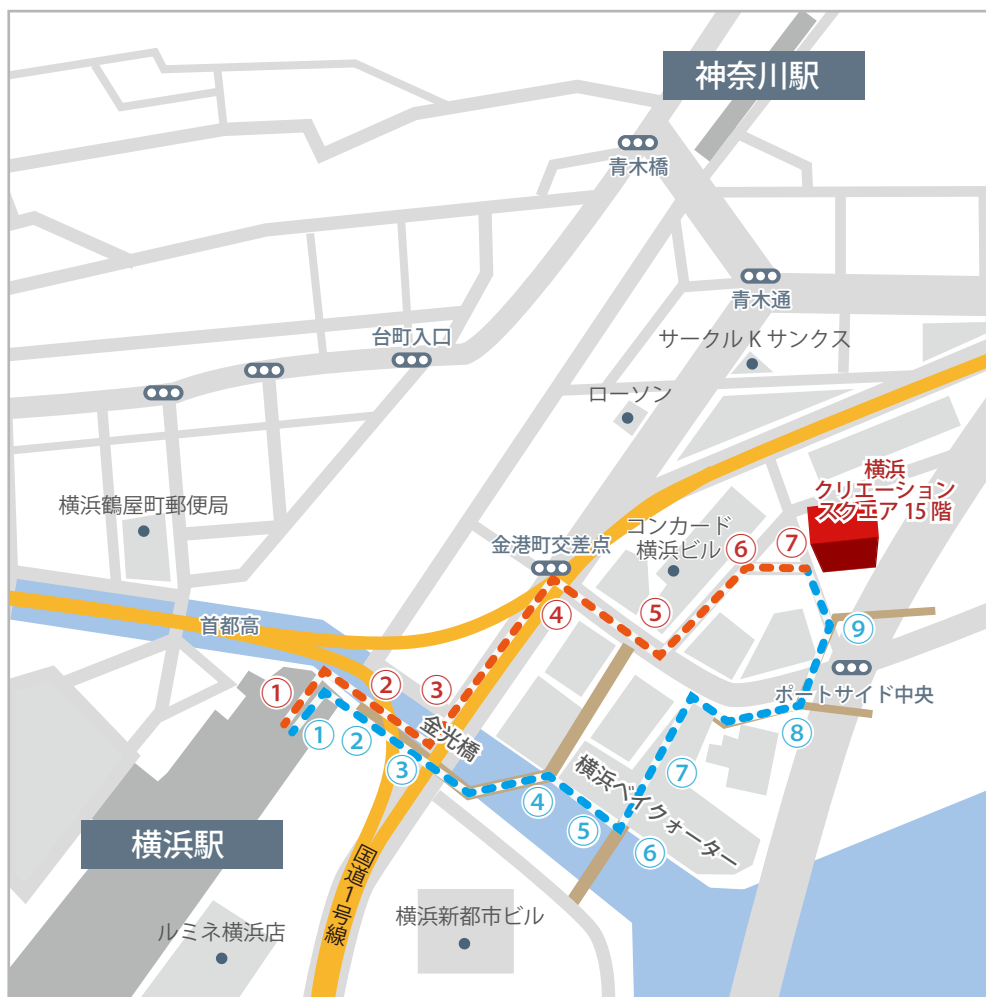 神奈川駅
青木橋
青木通
サークル K サンクス
台町入口
ローソン
横浜
クリエーション
スクエア 15 階
横浜鶴屋町郵便局
コンカード
横浜ビル
金港町交差点
⑥
⑦
④
⑤
首都高
⑨
ポートサイド中央
①
②
③
金光橋
①
②
③
④
⑤
⑥
⑦
⑧
横浜ベイクォーター
横浜駅
国道1号線
ルミネ横浜店
横浜新都市ビル